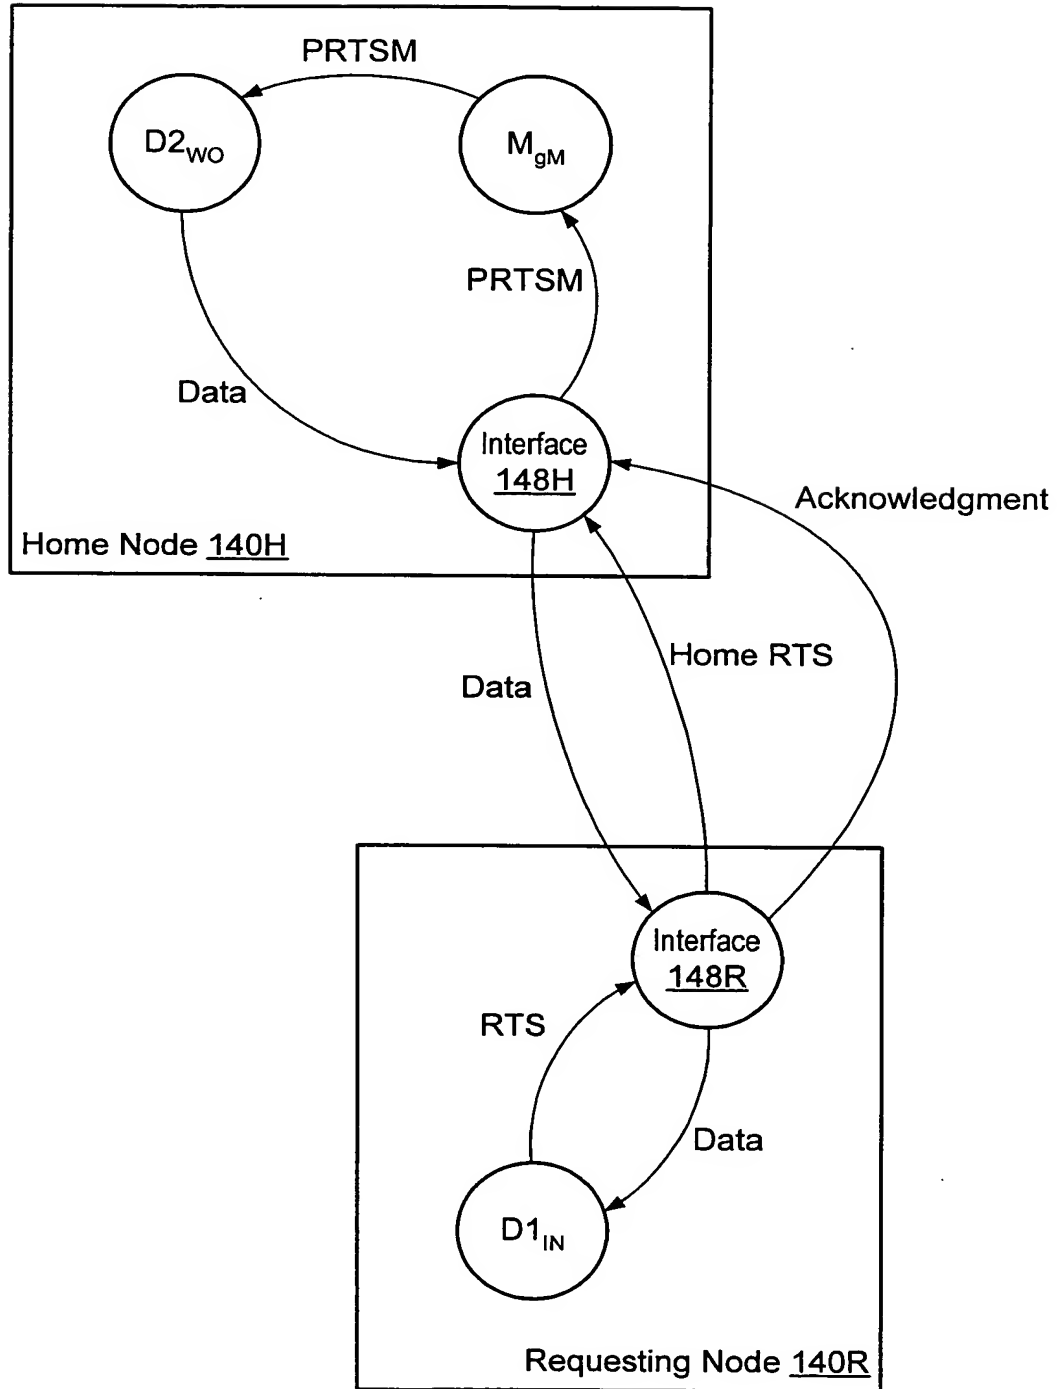 PRTSM
D2WO
MgM
PRTSM
Data
Interface
148H
Acknowledgment
Home Node 140H
Home RTS
Data
Interface
148R
RTS
Data
D1IN
Requesting Node 140R